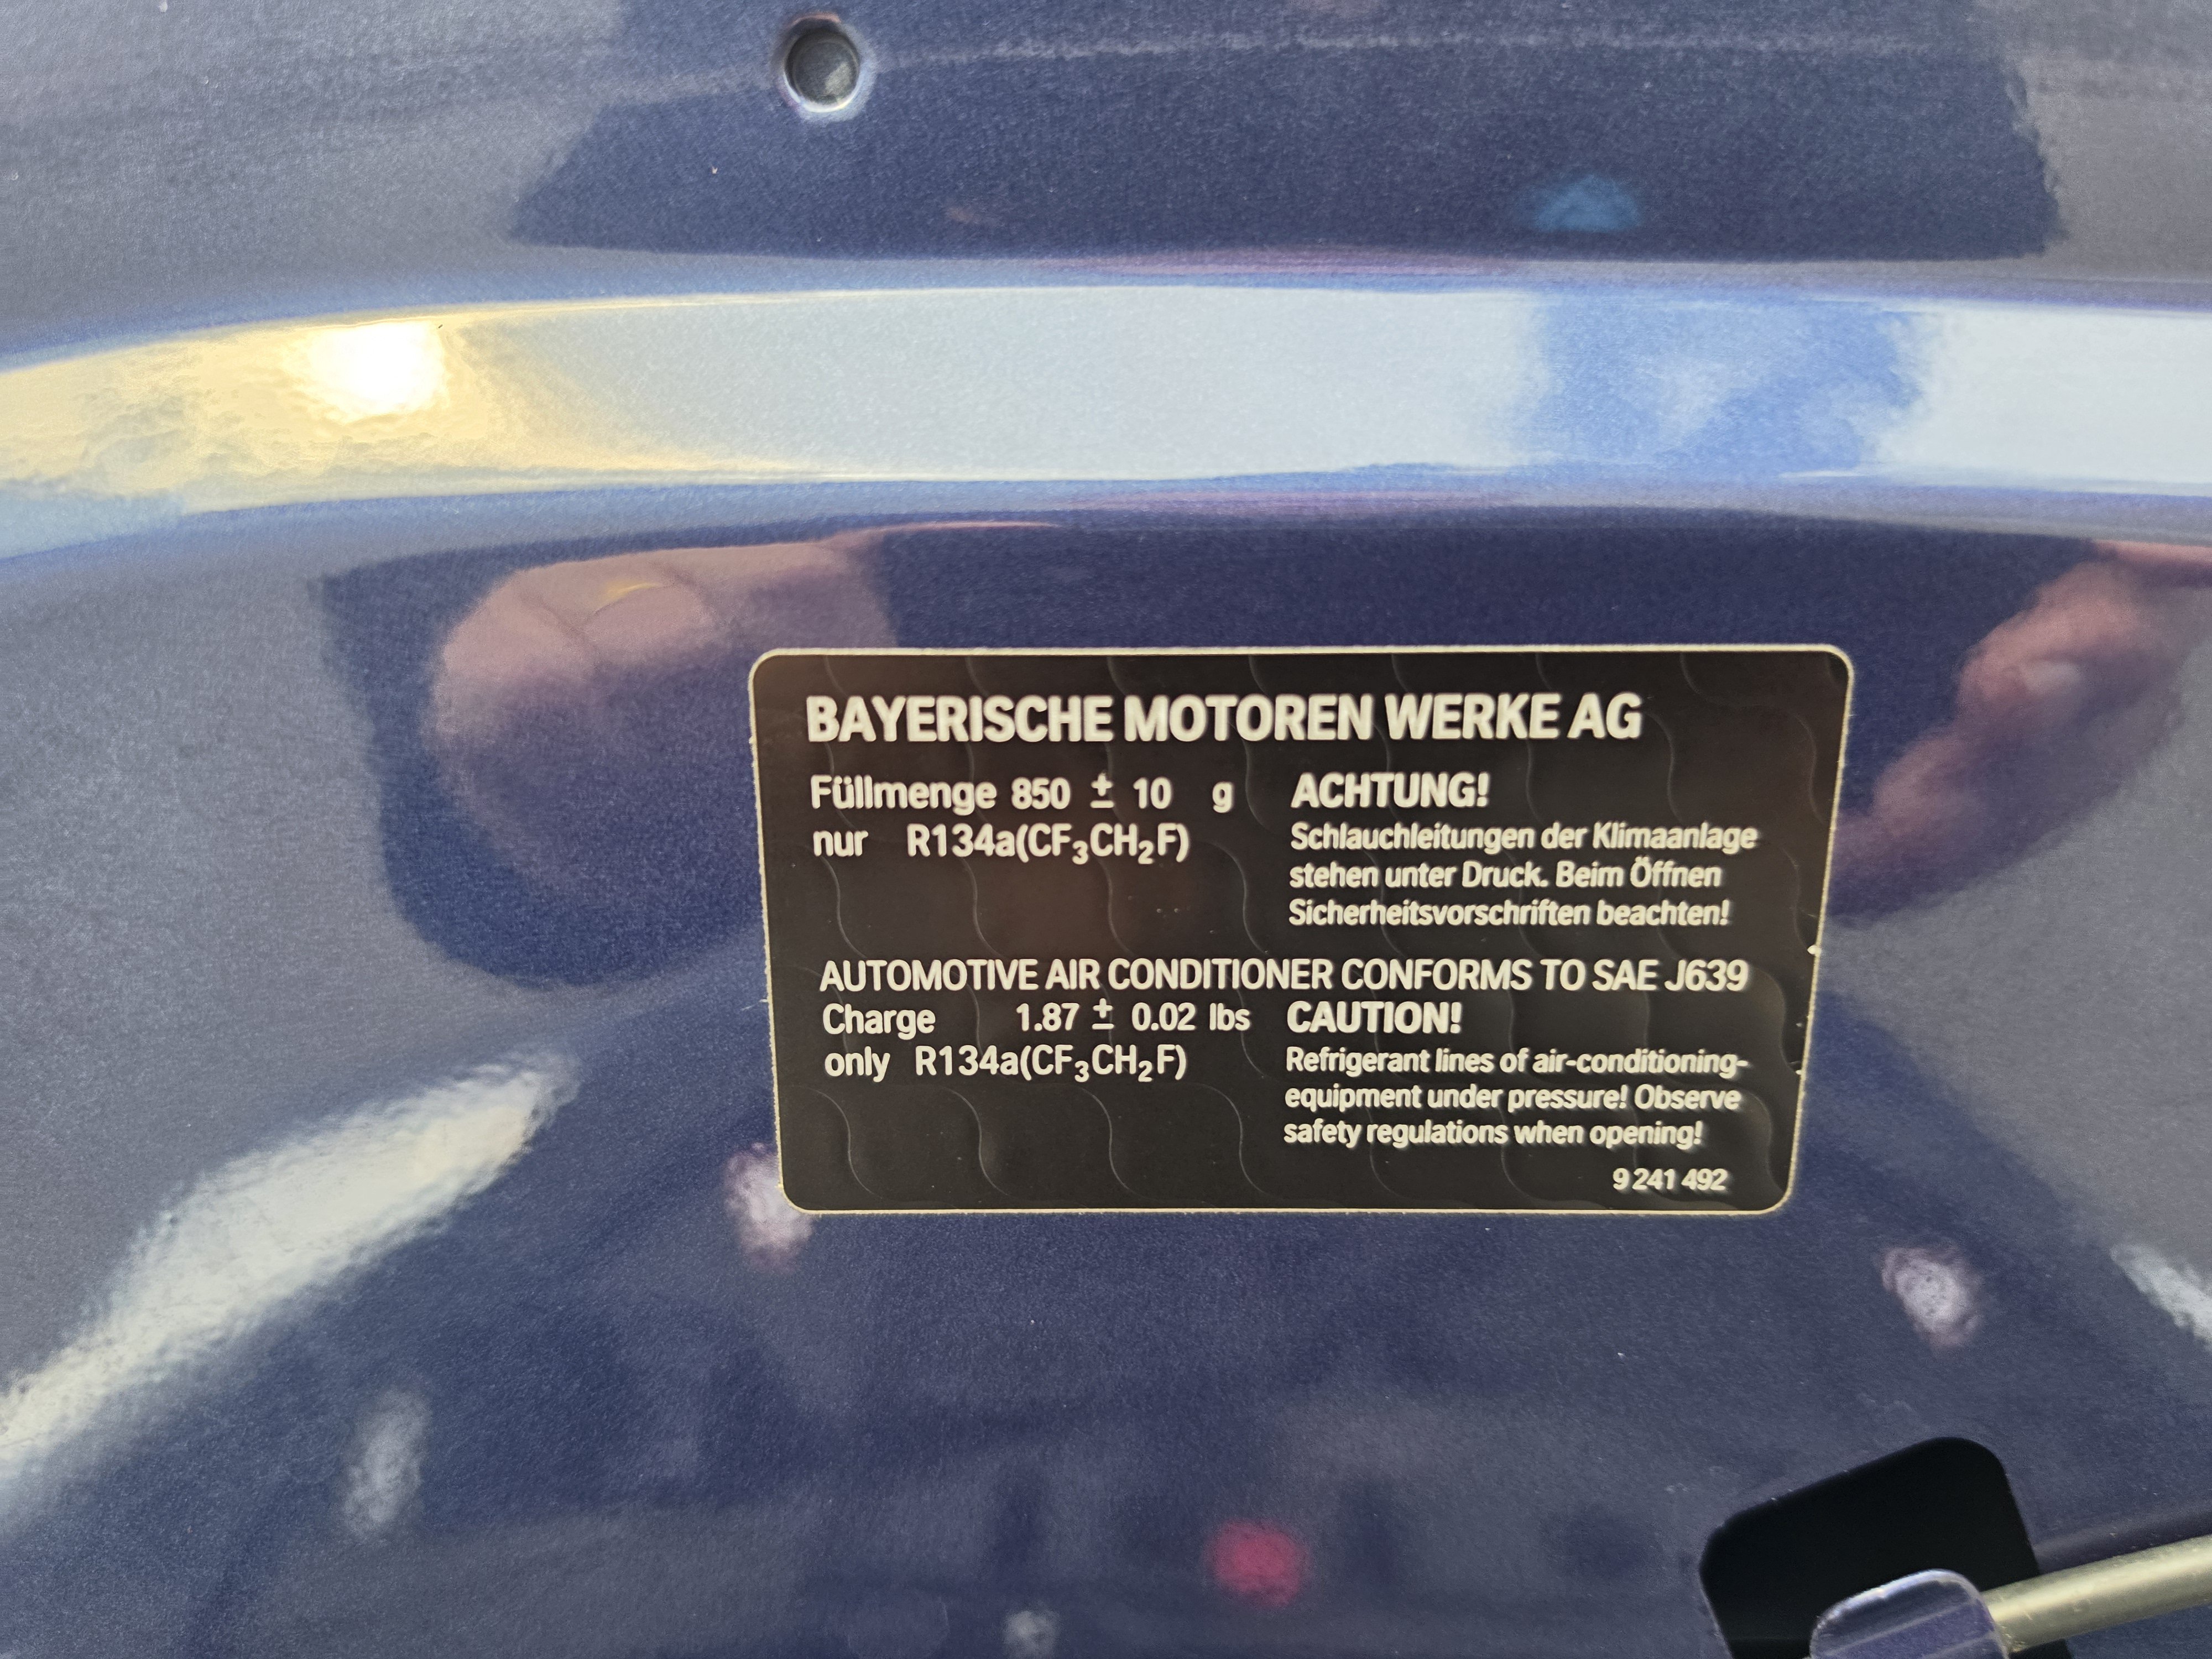 BAYERISCHE MOTOREN WERKE AG
Füllmenge 850 ± 10 g
nur R134a(CF₃CH₂F)
ACHTUNG!
Schlauchleitungen der Klimaanlage
stehen unter Druck. Beim Öffnen
Sicherheitsvorschriften beachten!
AUTOMOTIVE AIR CONDITIONER CONFORMS TO SAE J639
Charge 1.87 ± 0.02 lbs
only R134a(CF₃CH₂F)
CAUTION!
Refrigerant lines of air-conditioning-
equipment under pressure! Observe
safety regulations when opening!
9 241 492